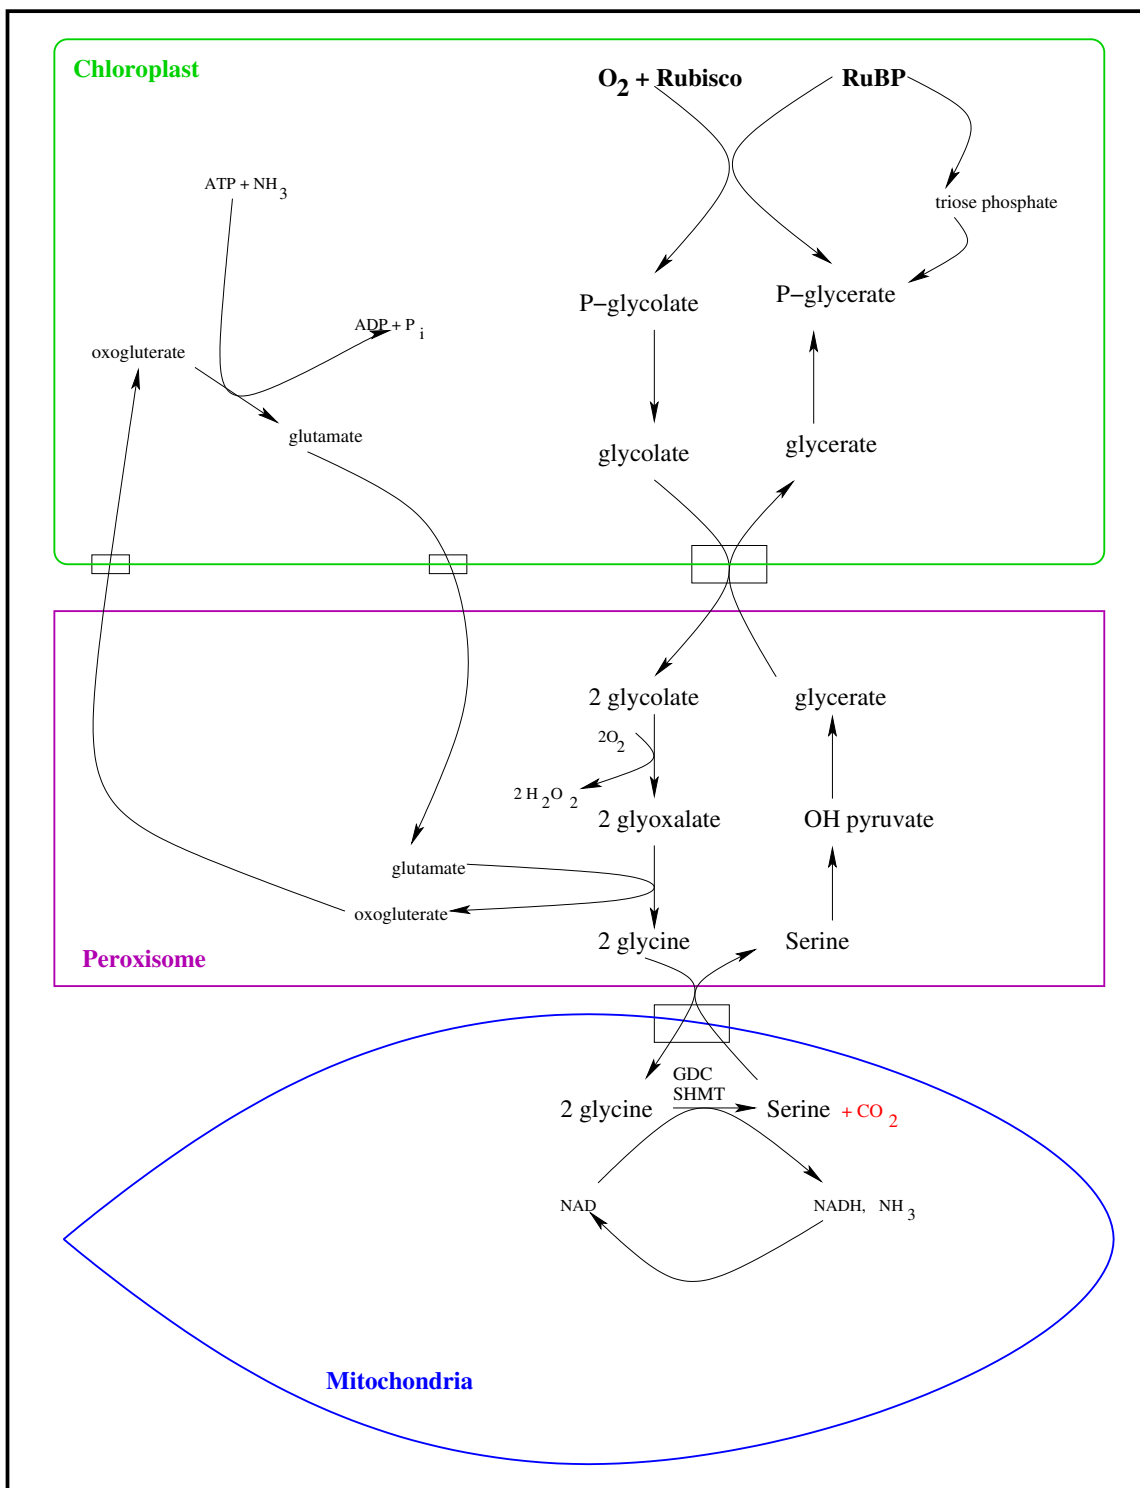 Chloroplast
O2 + Rubisco
RuBP
ATP + NH3
triose phosphate
P-glycolate
P-glycerate
ADP + Pi
oxogluterate
glutamate
glycolate
glycerate
2 glycolate
glycerate
2O2
2 H2O2
2 glyoxalate
OH pyruvate
glutamate
oxogluterate
2 glycine
Serine
Peroxisome
GDC
SHMT
2 glycine
Serine + CO2
NAD
NADH, NH3
Mitochondria